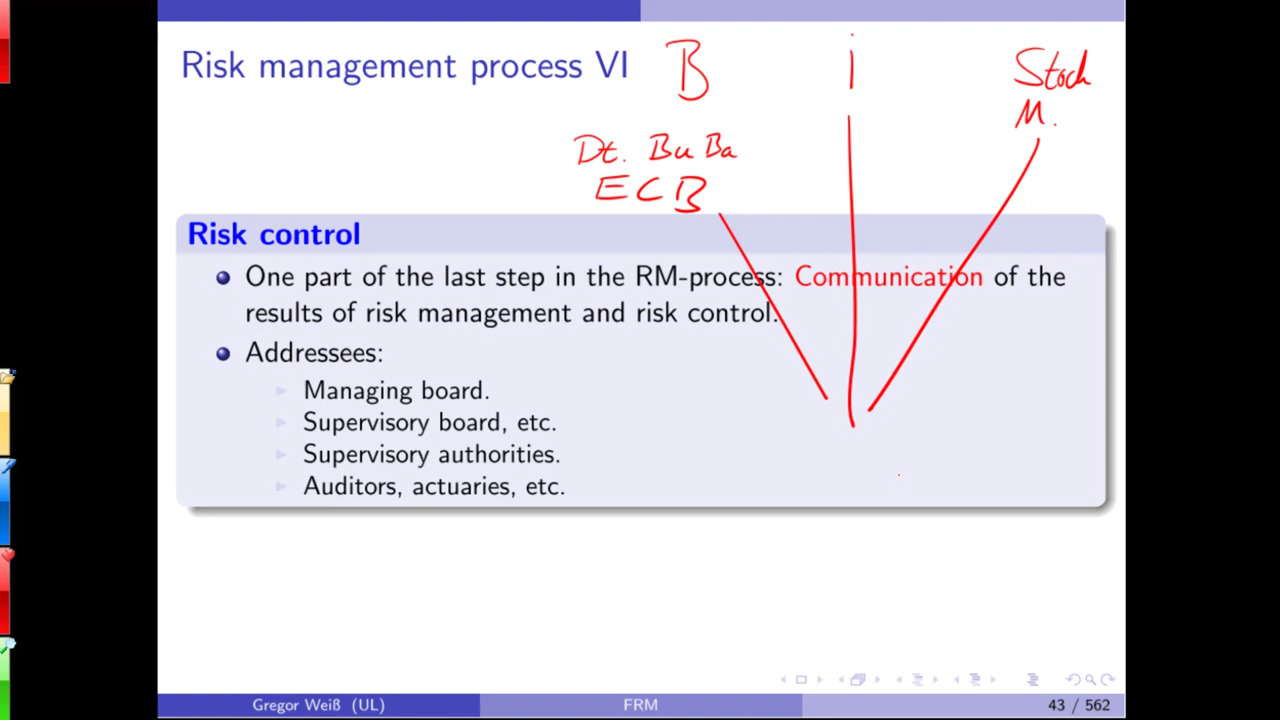 Risk management process VI
B
i
Stock
M.
Dt. BuBa
ECB
Risk control
One part of the last step in the RM-process: Communication of the
results of risk management and risk control.
Addressees:
Managing board.
Supervisory board, etc.
Supervisory authorities.
Auditors, actuaries, etc.
Gregor Weiß (UL)
FRM
43 / 562